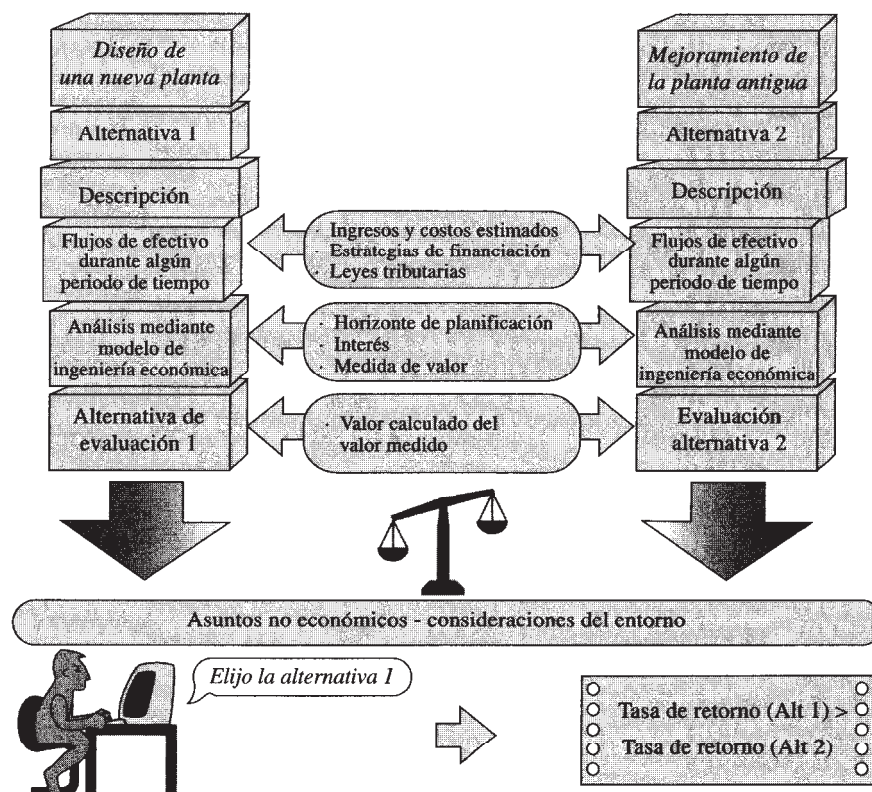 Diseño de
una nueva planta
Alternativa 1
Descripción
Flujos de efectivo
durante algún
periodo de tiempo
Análisis mediante
modelo de
ingeniería económica
Alternativa de
evaluación 1
· Ingresos y costos estimados
· Estrategias de financiación
· Leyes tributarias
· Horizonte de planificación
· Interés
· Medida de valor
· Valor calculado del
valor medido
Mejoramiento de
la planta antigua
Alternativa 2
Descripción
Flujos de efectivo
durante algún
periodo de tiempo
Análisis mediante
modelo de
ingeniería económica
Evaluación
alternativa 2
Asuntos no económicos - consideraciones del entorno
Elijo la alternativa 1
Tasa de retorno (Alt 1) >
Tasa de retorno (Alt 2)